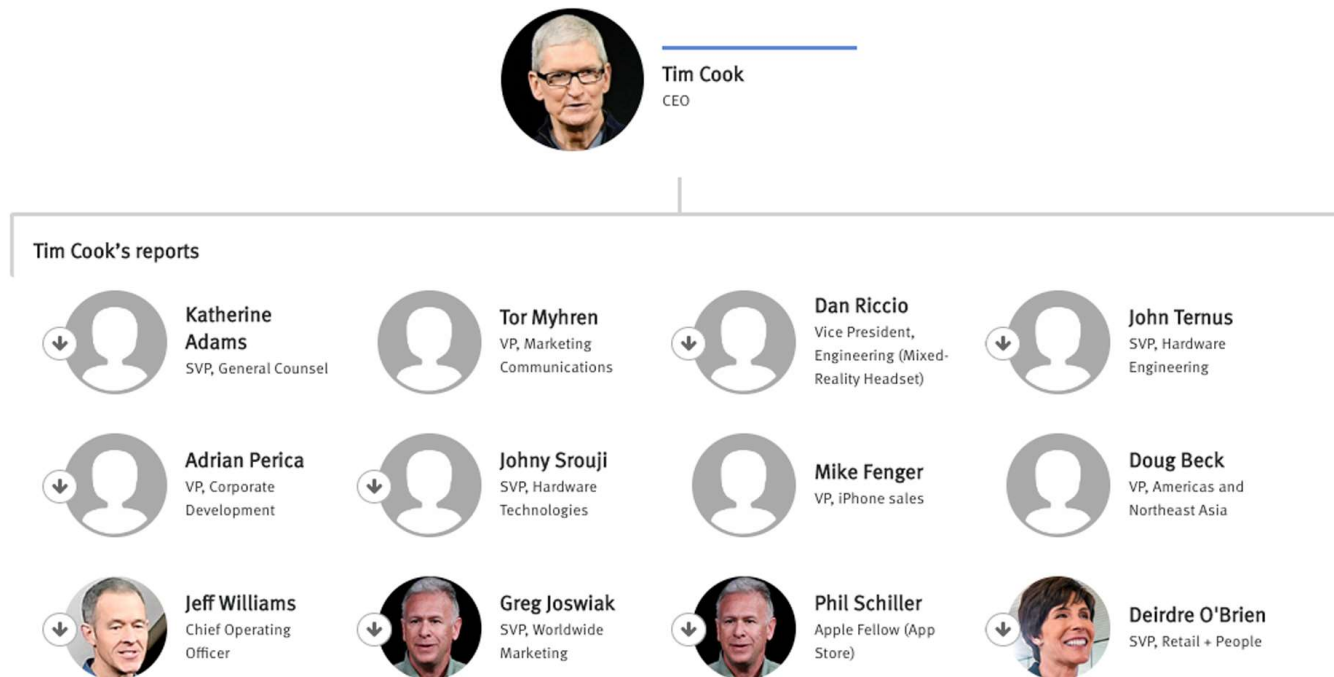 Tim Cook
CEO
Tim Cook's reports
Katherine
Adams
SVP, General Counsel
Tor Myhren
VP, Marketing
Communications
Dan Riccio
Vice President,
Engineering (Mixed-
Reality Headset)
John Ternus
SVP, Hardware
Engineering
Adrian Perica
VP, Corporate
Development
Johny Srouji
SVP, Hardware
Technologies
Mike Fenger
VP, iPhone sales
Doug Beck
VP, Americas and
Northeast Asia
Jeff Williams
Chief Operating
Officer
Greg Joswiak
SVP, Worldwide
Marketing
Phil Schiller
Apple Fellow (App
Store)
Deirdre O'Brien
SVP, Retail + People